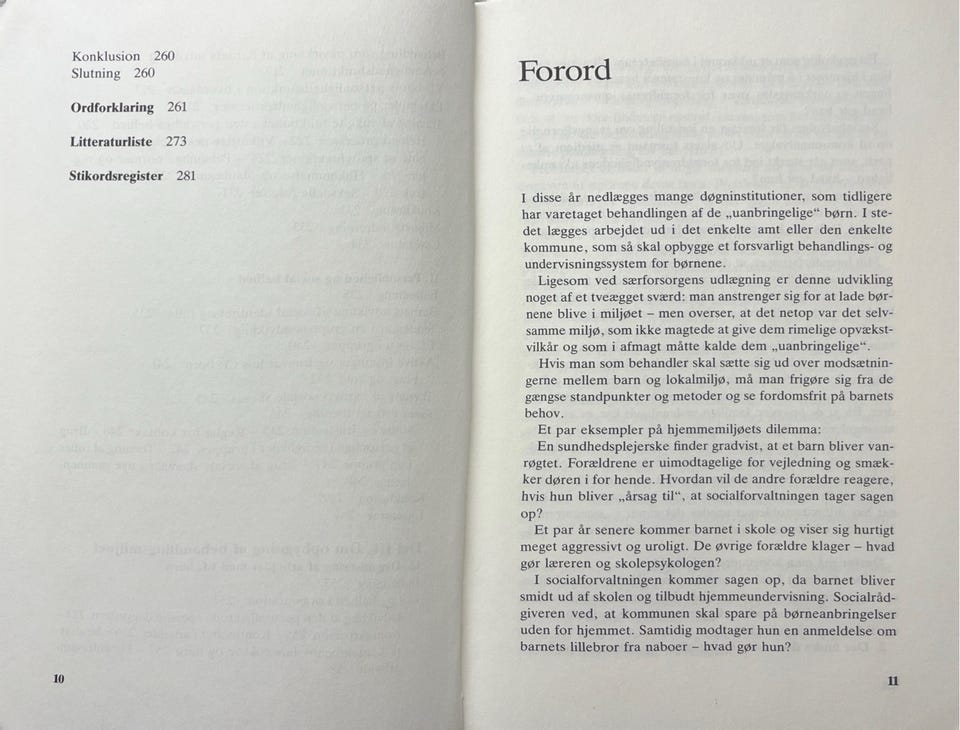 Konklusion 260
Slutning 260
Ordforklaring 261
Litteraturliste 273
Stikordsregister 281
10
Forord
I disse år nedlægges mange døgninstitutioner, som tidligere
har varetaget behandlingen af de „uanbringelige“ børn. I ste-
det lægges arbejdet ud i det enkelte amt eller den enkelte
kommune, som så skal opbygge et forsvarligt behandlings- og
undervisningssystem for børnene.
Ligesom ved særforsorgens udlægning er denne udvikling
noget af et tveægget sværd: man anstrenger sig for at lade bør-
nene blive i miljøet – men overser, at det netop var det selv-
samme miljø, som ikke magtede at give dem rimelige opvækst-
vilkår og som i afmagt måtte kalde dem „uanbringelige“.
Hvis man som behandler skal sætte sig ud over modsætnin-
gerne mellem barn og lokalmiljø, må man frigøre sig fra de
gængse standpunkter og metoder og se fordomsfrit på barnets
behov.
Et par eksempler på hjemmemiljøets dilemma:
En sundhedsplejerske finder gradvist, at et barn bliver van-
røgtet. Forældrene er uimodtagelige for vejledning og smæk-
ker døren i for hende. Hvordan vil de andre forældre reagere,
hvis hun bliver „årsag til“, at socialforvaltningen tager sagen
op?
Et par år senere kommer barnet i skole og viser sig hurtigt
meget aggressivt og uroligt. De øvrige forældre klager – hvad
gør læreren og skolepsykologen?
I socialforvaltningen kommer sagen op, da barnet bliver
smidt ud af skolen og tilbudt hjemmeundervisning. Socialråd-
giveren ved, at kommunen skal spare på børneanbringelser
uden for hjemmet. Samtidig modtager hun en anmeldelse om
barnets lillebror fra naboer – hvad gør hun?
11